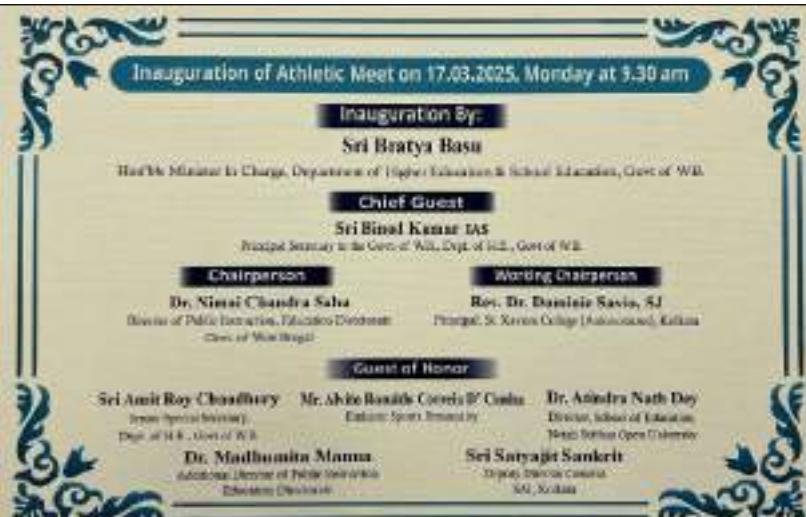 Inauguration of Athletic Meet on 17.03.2025, Monday at 9.30 am
Inauguration By:
Sri Bratya Basu
Hon'ble Minister In Charge, Department of Higher Education & School Education, Govt of W.B.
Chief Guest
Sri Binod Kumar IAS
Principal Secretary to the Govt of W.B., Dept. of H.E., Govt of W.B.
Chairperson
Working Chairperson
Dr. Nimai Chandra Saha
Rev. Dr. Dominic Savio, SJ
Director of Public Instruction, Education Directorate
Principal, St. Xaviers College (Autonomous), Kolkata
Govt. of West Bengal
Guest of Honor
Sri Amit Roy Chaudhury
Mr. Alvito Ronaldo Correia D' Cunha
Dr. Atindra Nath Dey
Senior Special Secretary,
Eminent Sports Personality
Director, School of Education,
Dept. of H.E., Govt of W.B.
Netaji Subhas Open University
Dr. Madhumita Manna
Sri Satyajit Sankrit
Additional Director of Public Instruction
Deputy Director
Education Directorate
SAI, Kolkata